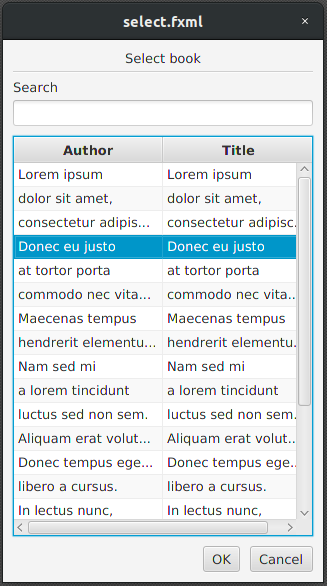 select.fxml ×
Select book
Search
Author Title
Lorem ipsum Lorem ipsum
dolor sit amet, dolor sit amet,
consectetur adipis... consectetur adipisc.
Donec eu justo Donec eu justo
at tortor porta at tortor porta
commodo nec vita... commodo nec vita..
Maecenas tempus Maecenas tempus
hendrerit elementu... hendrerit elementu..
Nam sed mi Nam sed mi
a lorem tincidunt a lorem tincidunt
luctus sed non sem. luctus sed non sem.
Aliquam erat volut... Aliquam erat volut..
Donec tempus ege... Donec tempus ege..
libero a cursus. libero a cursus.
In lectus nunc, In lectus nunc,
OK Cancel